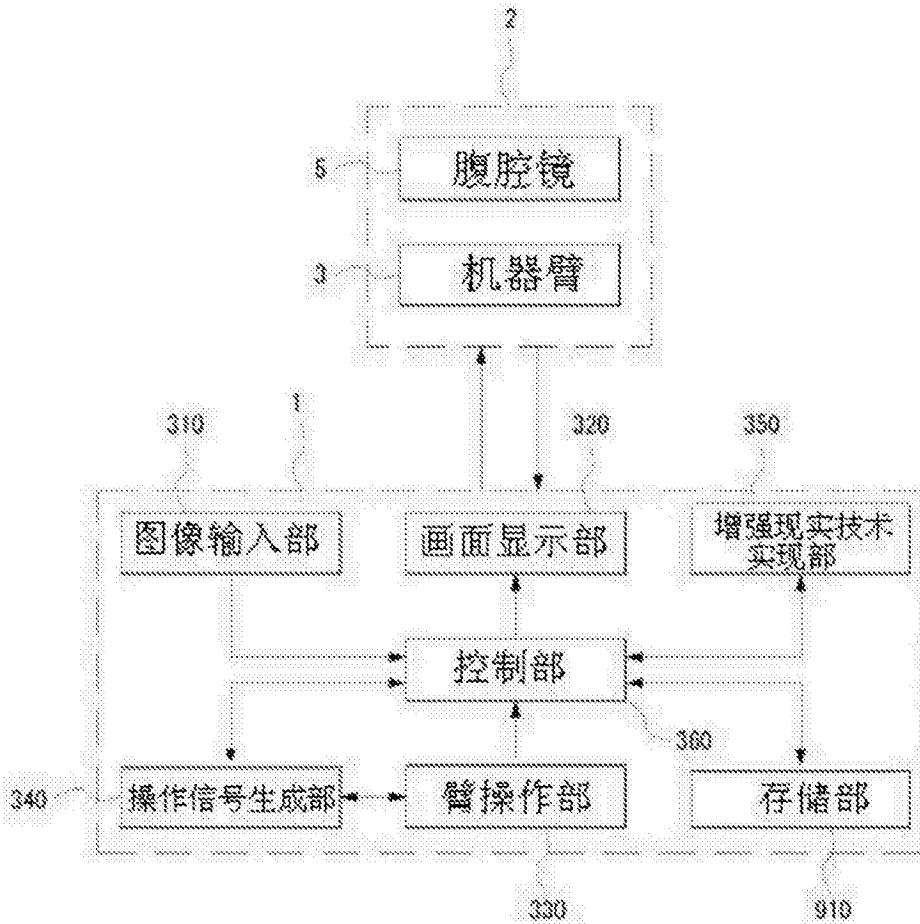 2
5
腹腔镜
3
机器臂
310
1
320
350
图像输入部
画面显示部
增强现实技术
实现部
控制部
360
340
操作信号生成部
臂操作部
存储部
330
910